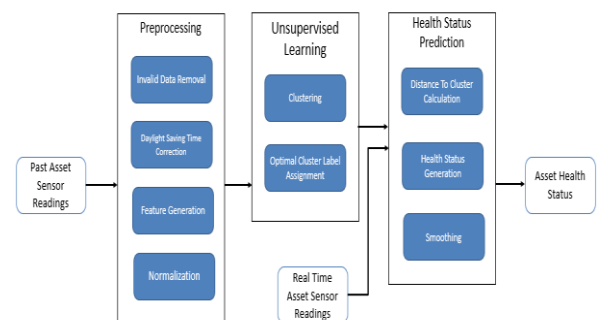 Past Asset
Sensor
Readings
Preprocessing
Invalid Data Removal
Daylight Saving Time
Correction
Feature Generation
Normalization
Unsupervised
Learning
Clustering
Optimal Cluster Label
Assignment
Real Time
Asset Sensor
Readings
Health Status
Prediction
Distance To Cluster
Calculation
Health Status
Generation
Smoothing
Asset Health
Status